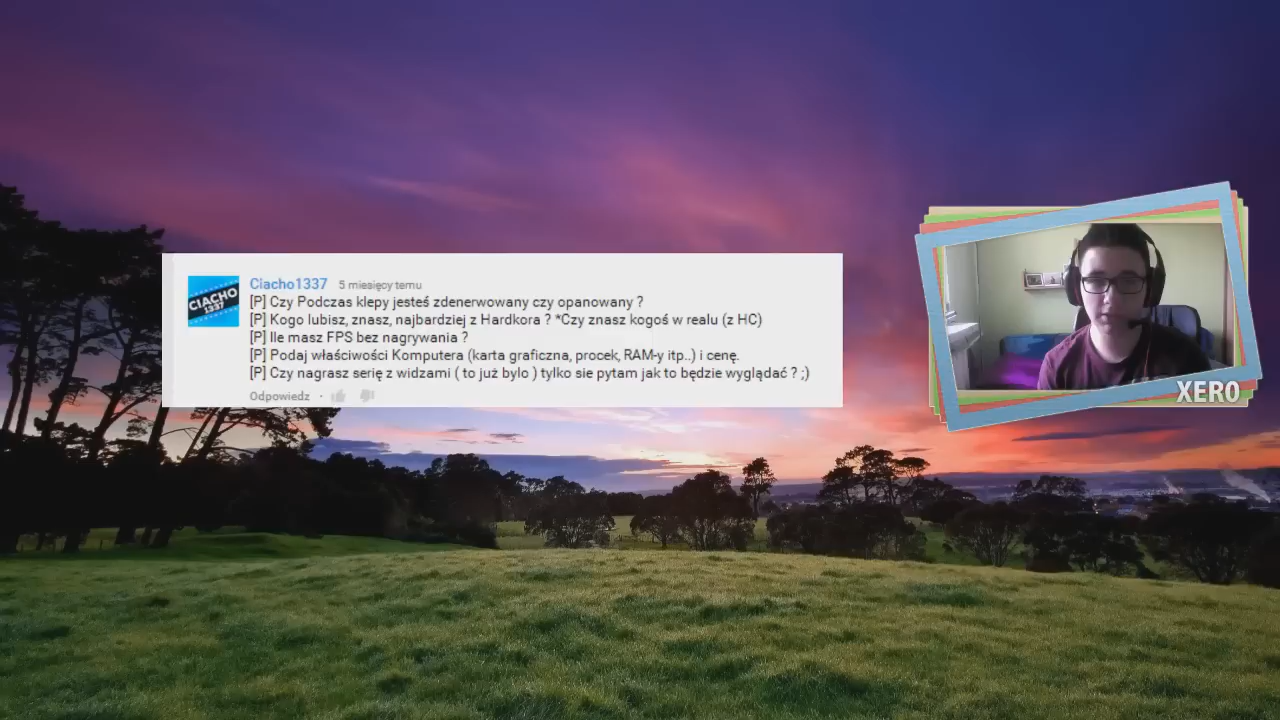 CIACHO
1337
Ciacho1337 5 miesięcy temu
[P] Czy Podczas klepy jesteś zdenerwowany czy opanowany ?
[P] Kogo lubisz, znasz, najbardziej z Hardkora ? *Czy znasz kogoś w realu (z HC)
[P] Ile masz FPS bez nagrywania ?
[P] Podaj właściwości Komputera (karta graficzna, procek, RAM-y itp..) i cenę.
[P] Czy nagrasz serię z widzami ( to już bylo ) tylko sie pytam jak to będzie wyglądać ? ;)
Odpowiedz ·
XERO